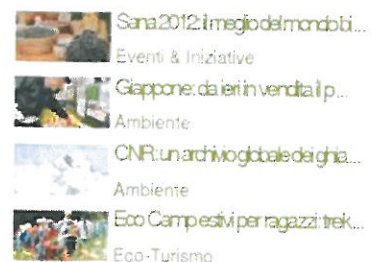 Sana 2012: il meglio del mondo bi...
Eventi & Iniziative
Giappone: da ieri in vendita il p...
Ambiente
CNR: un archivio globale dei ghia...
Ambiente
Eco Camp estivi per ragazzi: trek...
Eco-Turismo